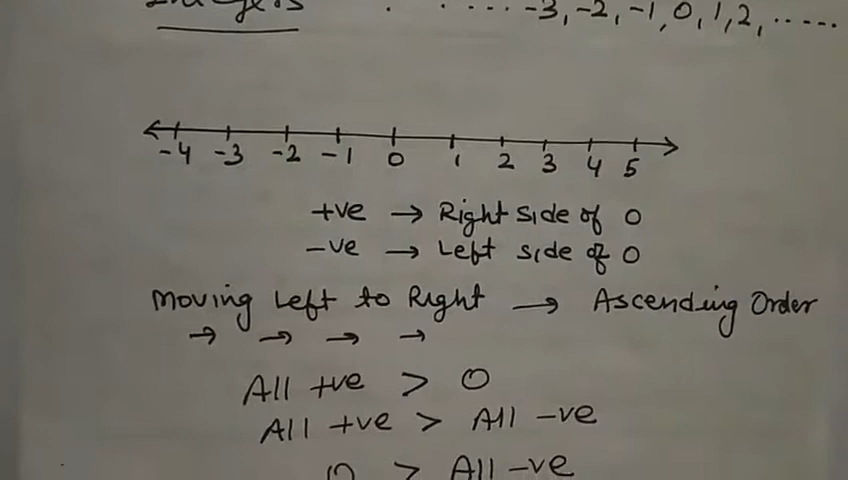 Integers . . . . . . -3, -2, -1, 0, 1, 2, . . . . .
-4 -3 -2 -1 0 1 2 3 4 5
+ve → Right side of 0
-ve → Left side of 0
Moving Left to Right → Ascending Order
→ → → →
All +ve > 0
All +ve > All -ve
0 > All -ve